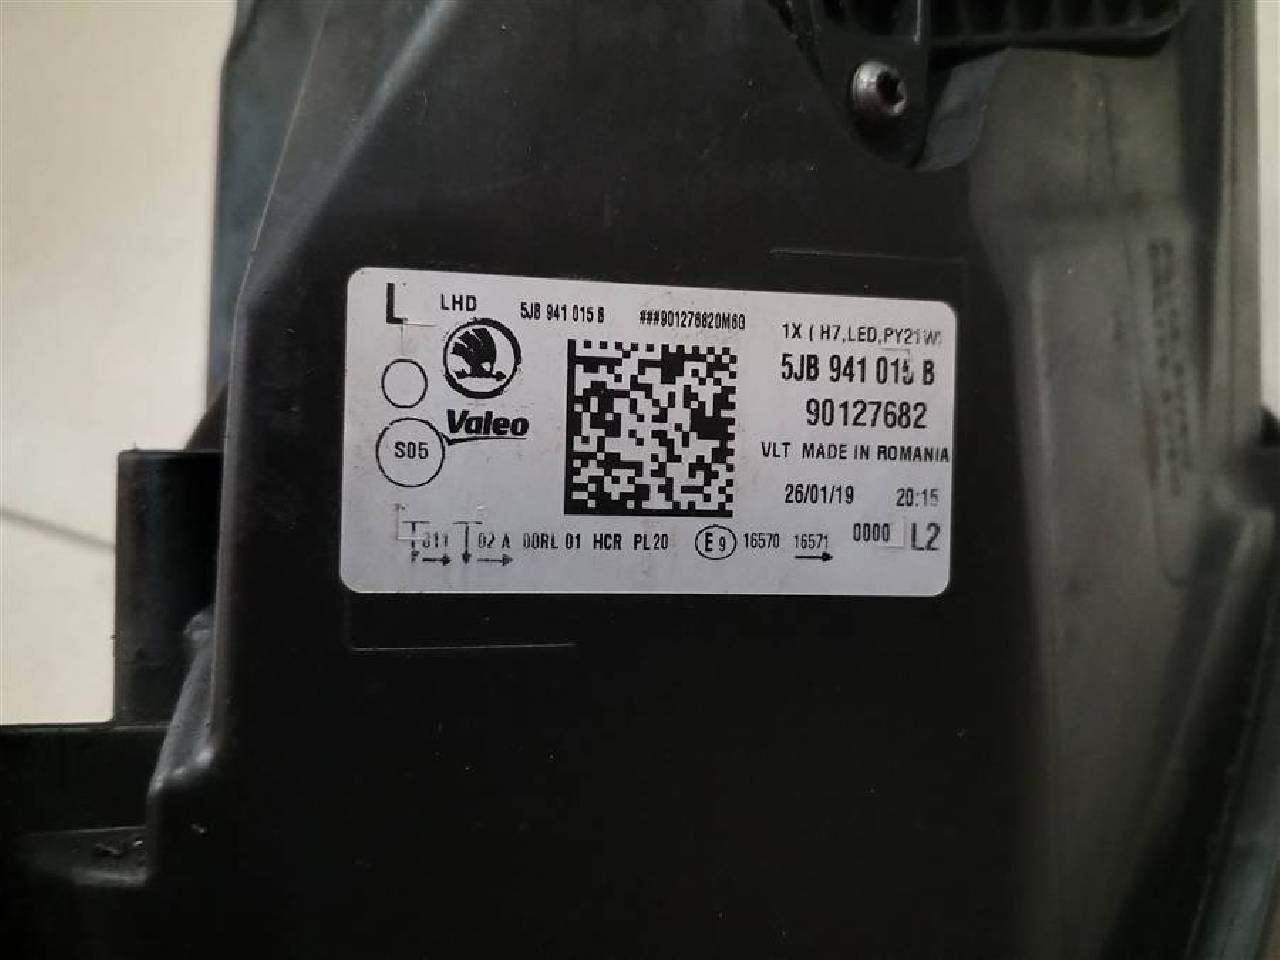 L LHD 5JB 941 015 B ###901276820M6G
1X (H7,LED,PY21W)
5JB 941 015 B
Valeo
90127682
S05
VLT MADE IN ROMANIA
26/01/19 20:15
02 A 00RL 01 HCR PL20 E9 16570 16571 0000 L2